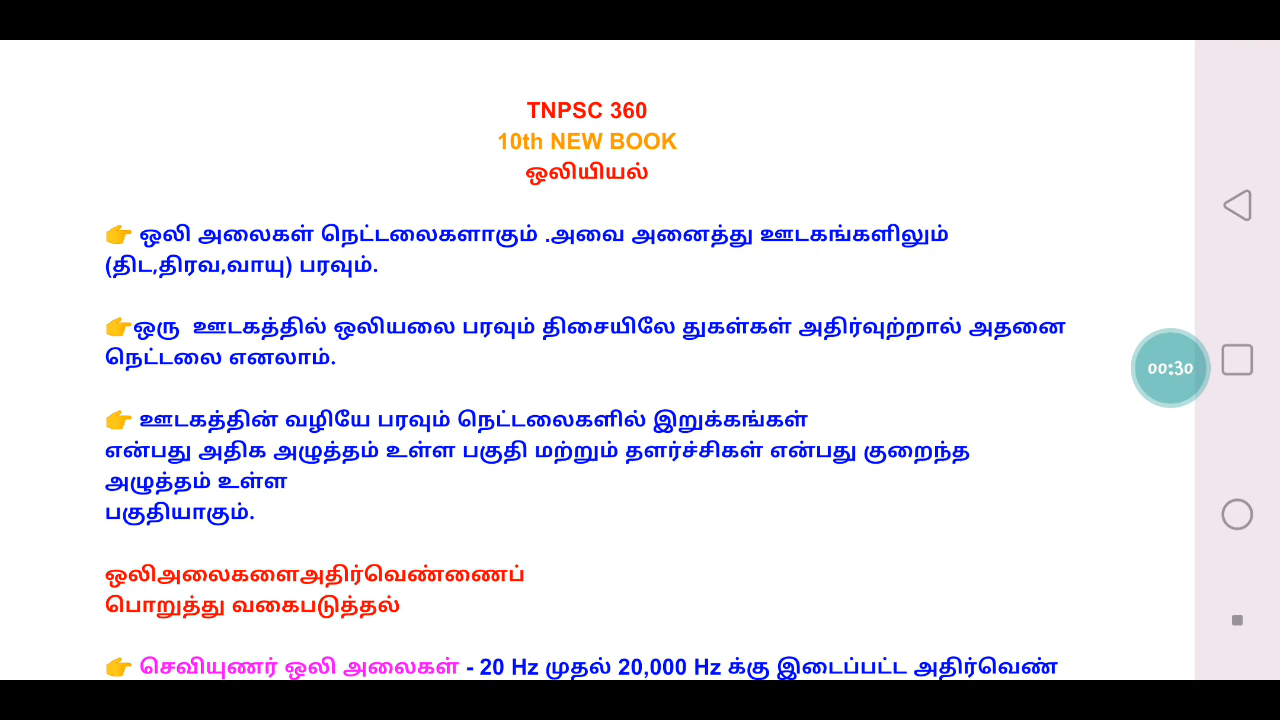 TNPSC 360
10th NEW BOOK
ஒலியியல்
👉 ஒலி அலைகள் நெட்டலைகளாகும் .அவை அனைத்து ஊடகங்களிலும்
(திட,திரவ,வாயு) பரவும்.
👉ஒரு  ஊடகத்தில் ஒலியலை பரவும் திசையிலே துகள்கள் அதிர்வுற்றால் அதனை
நெட்டலை எனலாம்.
👉 ஊடகத்தின் வழியே பரவும் நெட்டலைகளில் இறுக்கங்கள்
என்பது அதிக அழுத்தம் உள்ள பகுதி மற்றும் தளர்ச்சிகள் என்பது குறைந்த
அழுத்தம் உள்ள
பகுதியாகும்.
ஒலிஅலைகளைஅதிர்வெண்ணைப்
பொறுத்து வகைபடுத்தல்
👉 செவியுணர் ஒலி அலைகள் - 20 Hz முதல் 20,000 Hz க்கு இடைப்பட்ட அதிர்வெண்
00:30